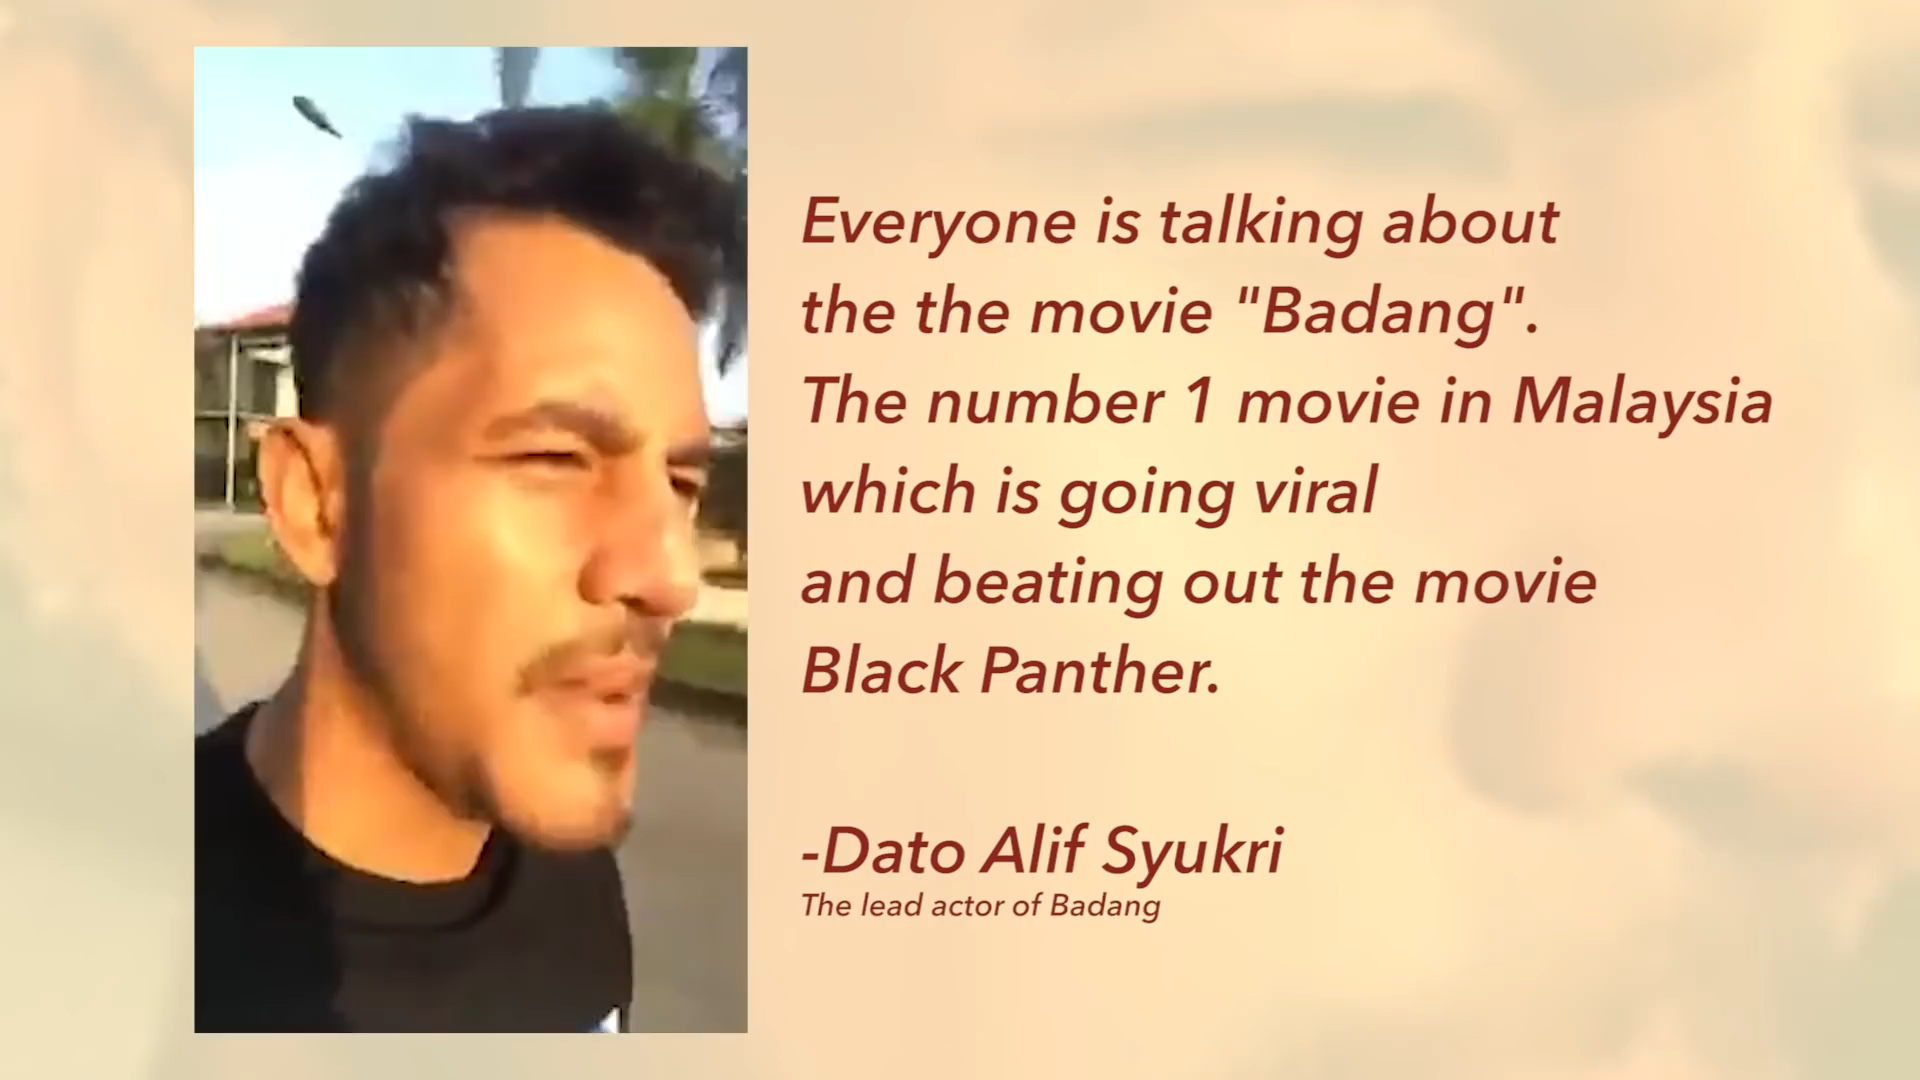 Everyone is talking about
the the movie "Badang".
The number 1 movie in Malaysia
which is going viral
and beating out the movie
Black Panther.
-Dato Alif Syukri
The lead actor of Badang